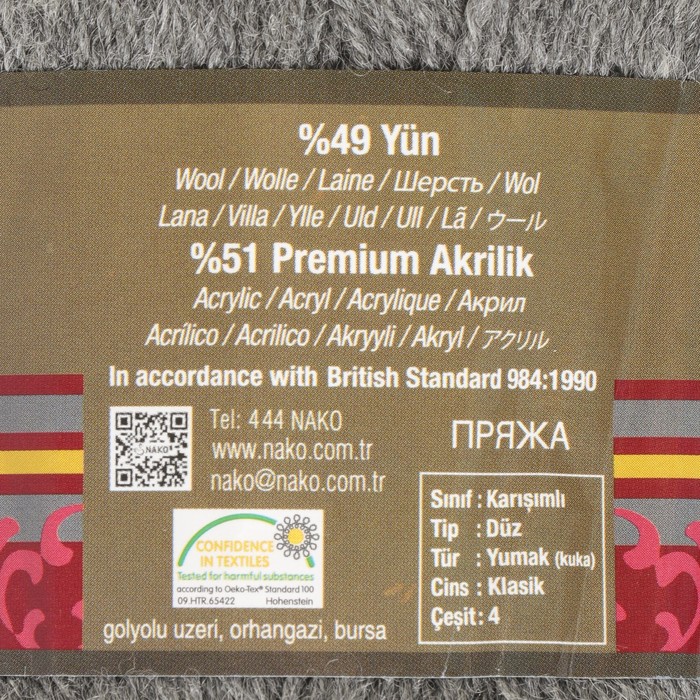 %49 Yün
Wool / Wolle / Laine / Шерсть / Wol
Lana / Villa / Ylle / Uld / Ull / Lã / ウール
%51 Premium Akrilik
Acrylic / Acryl / Acrylique / Акрил
Acrílico / Acrilico / Akryyli / Akryl / アクリル
In accordance with British Standard 984:1990
NAKO
Tel: 444 NAKO
www.nako.com.tr
nako@nako.com.tr
ПРЯЖА
CONFIDENCE
IN TEXTILES
Tested for harmful substances
according to Oeko-Tex® Standard 100
09.HTR.65422 Hohenstein
golyolu uzeri, orhangazi, bursa
Sınıf : Karışımlı
Tip : Düz
Tür : Yumak (kuka)
Cins : Klasik
Çeşit : 4